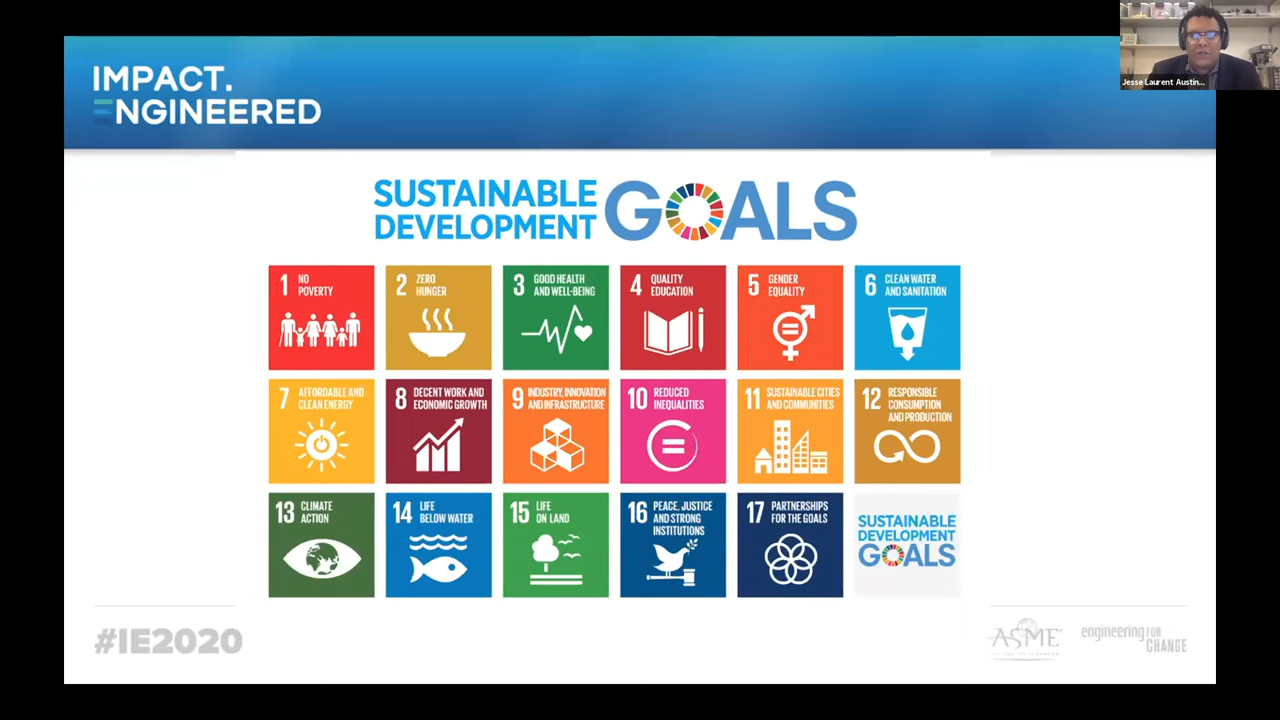 IMPACT.
ENGINEERED
Jesse Laurent Austin...
SUSTAINABLE
DEVELOPMENT
GOALS
1 NO
POVERTY
2 ZERO
HUNGER
3 GOOD HEALTH
AND WELL-BEING
4 QUALITY
EDUCATION
5 GENDER
EQUALITY
6 CLEAN WATER
AND SANITATION
7 AFFORDABLE AND
CLEAN ENERGY
8 DECENT WORK AND
ECONOMIC GROWTH
9 INDUSTRY, INNOVATION
AND INFRASTRUCTURE
10 REDUCED
INEQUALITIES
11 SUSTAINABLE CITIES
AND COMMUNITIES
12 RESPONSIBLE
CONSUMPTION
AND PRODUCTION
13 CLIMATE
ACTION
14 LIFE
BELOW WATER
15 LIFE
ON LAND
16 PEACE, JUSTICE
AND STRONG
INSTITUTIONS
17 PARTNERSHIPS
FOR THE GOALS
SUSTAINABLE
DEVELOPMENT
GOALS
#IE2020
ASME
engineering FOR
CHANGE